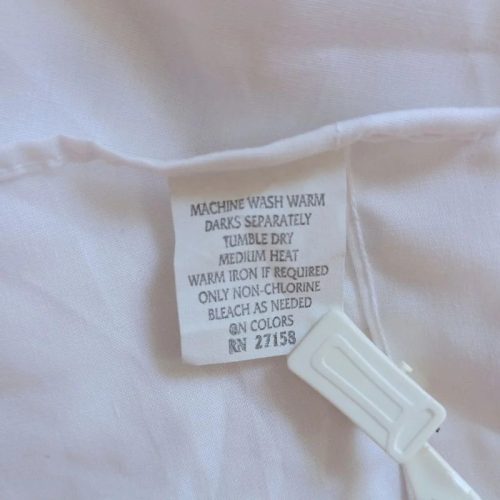 MACHINE WASH WARM
DARKS SEPARATELY
TUMBLE DRY
MEDIUM HEAT
WARM IRON IF REQUIRED
ONLY NON-CHLORINE
BLEACH AS NEEDED
ON COLORS
RN 27158